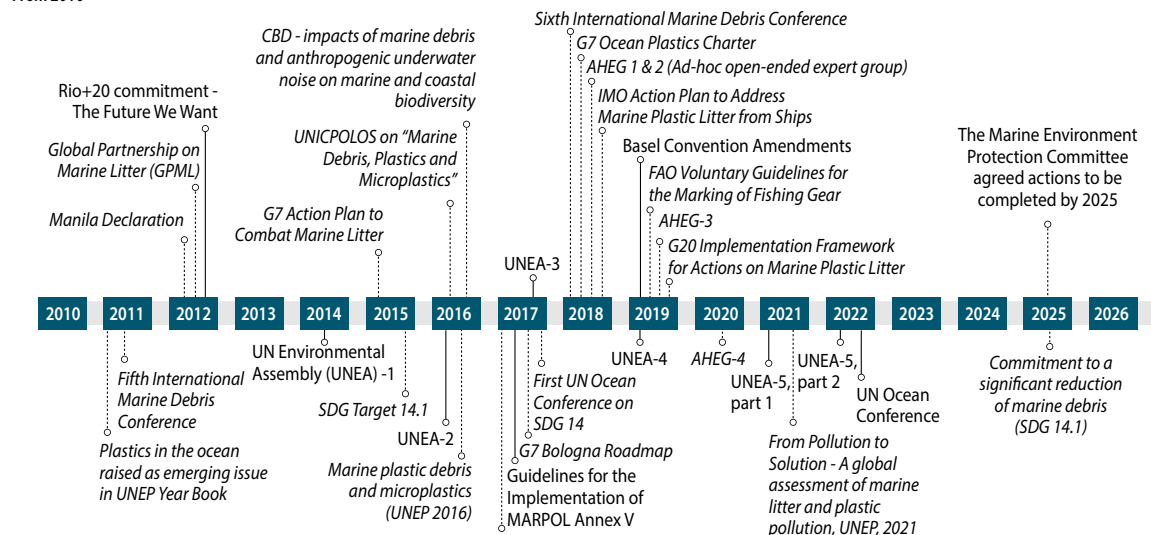 Sixth International Marine Debris Conference
CBD - impacts of marine debris
and anthropogenic underwater
noise on marine and coastal
biodiversity
G7 Ocean Plastics Charter
AHEG 1 & 2 (Ad-hoc open-ended expert group)
Rio+20 commitment -
The Future We Want
IMO Action Plan to Address
Marine Plastic Litter from Ships
UNICPOLOS on “Marine
Debris, Plastics and
Microplastics”
Basel Convention Amendments
The Marine Environment
Protection Committee
agreed actions to be
completed by 2025
Global Partnership on
Marine Litter (GPML)
FAO Voluntary Guidelines for
the Marking of Fishing Gear
Manila Declaration
G7 Action Plan to
Combat Marine Litter
AHEG-3
G20 Implementation Framework
for Actions on Marine Plastic Litter
UNEA-3
2010 2011 2012 2013 2014 2015 2016 2017 2018 2019 2020 2021 2022 2023 2024 2025 2026
UN Environmental
Assembly (UNEA) -1
UNEA-4
AHEG-4
UNEA-5,
part 2
UNEA-5,
part 1
Commitment to a
significant reduction
of marine debris
(SDG 14.1)
Fifth International
Marine Debris
Conference
First UN Ocean
Conference on
SDG 14
UN Ocean
Conference
SDG Target 14.1
UNEA-2
Plastics in the ocean
raised as emerging issue
in UNEP Year Book
G7 Bologna Roadmap
From Pollution to
Solution - A global
assessment of marine
litter and plastic
pollution, UNEP, 2021
Marine plastic debris
and microplastics
(UNEP 2016)
Guidelines for the
Implementation of
MARPOL Annex V